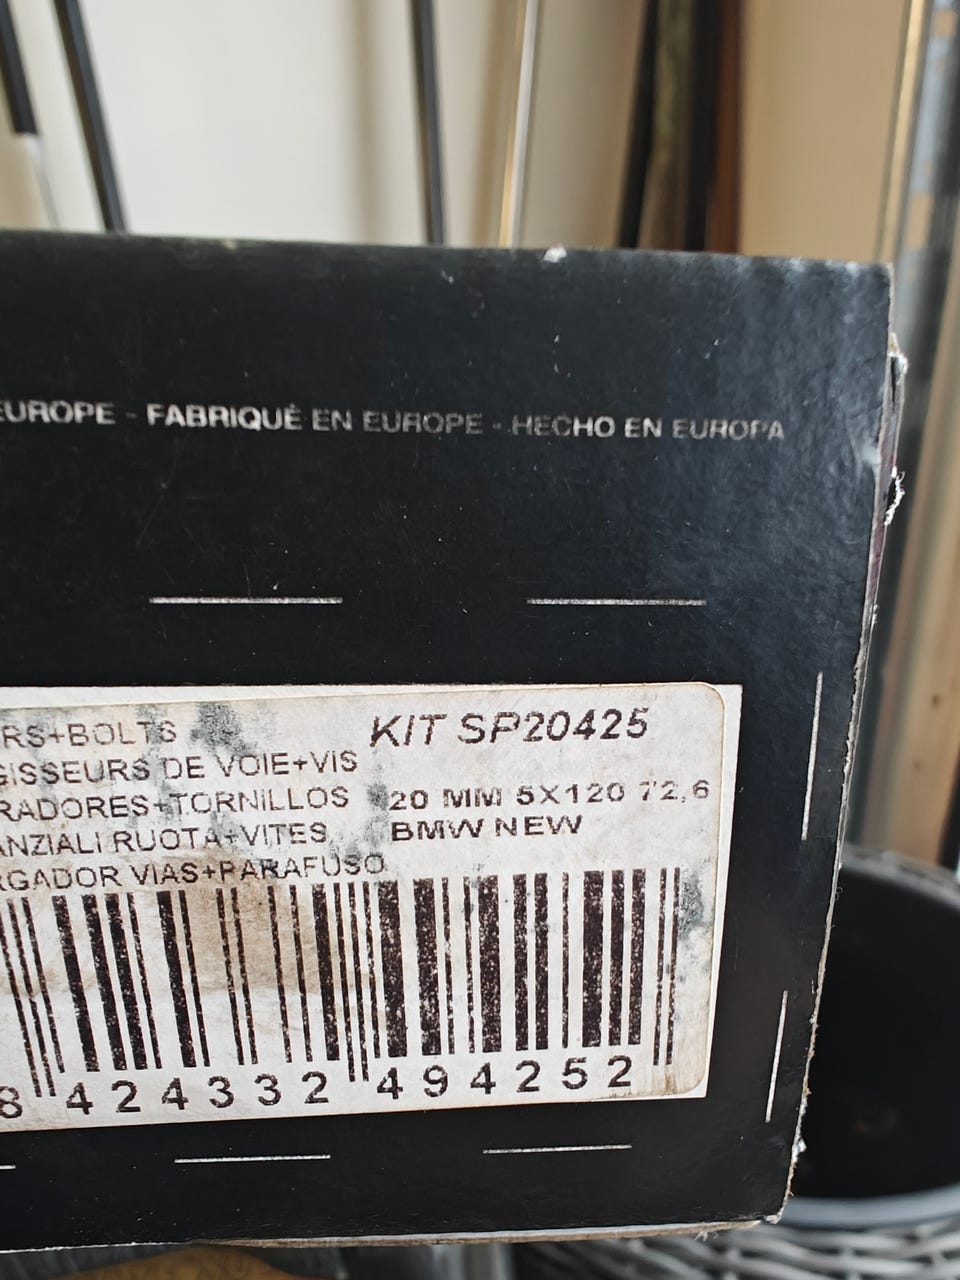 EUROPE - FABRIQUÉ EN EUROPE - HECHO EN EUROPA
RS+BOLTS
GISSEURS DE VOIE+VIS
RADORES+TORNILLOS
ANZIALI RUOTA+VITES
RGADOR VIAS+PARAFUSO
KIT SP20425
20 MM 5X120 72,6
BMW NEW
8 424332 494252